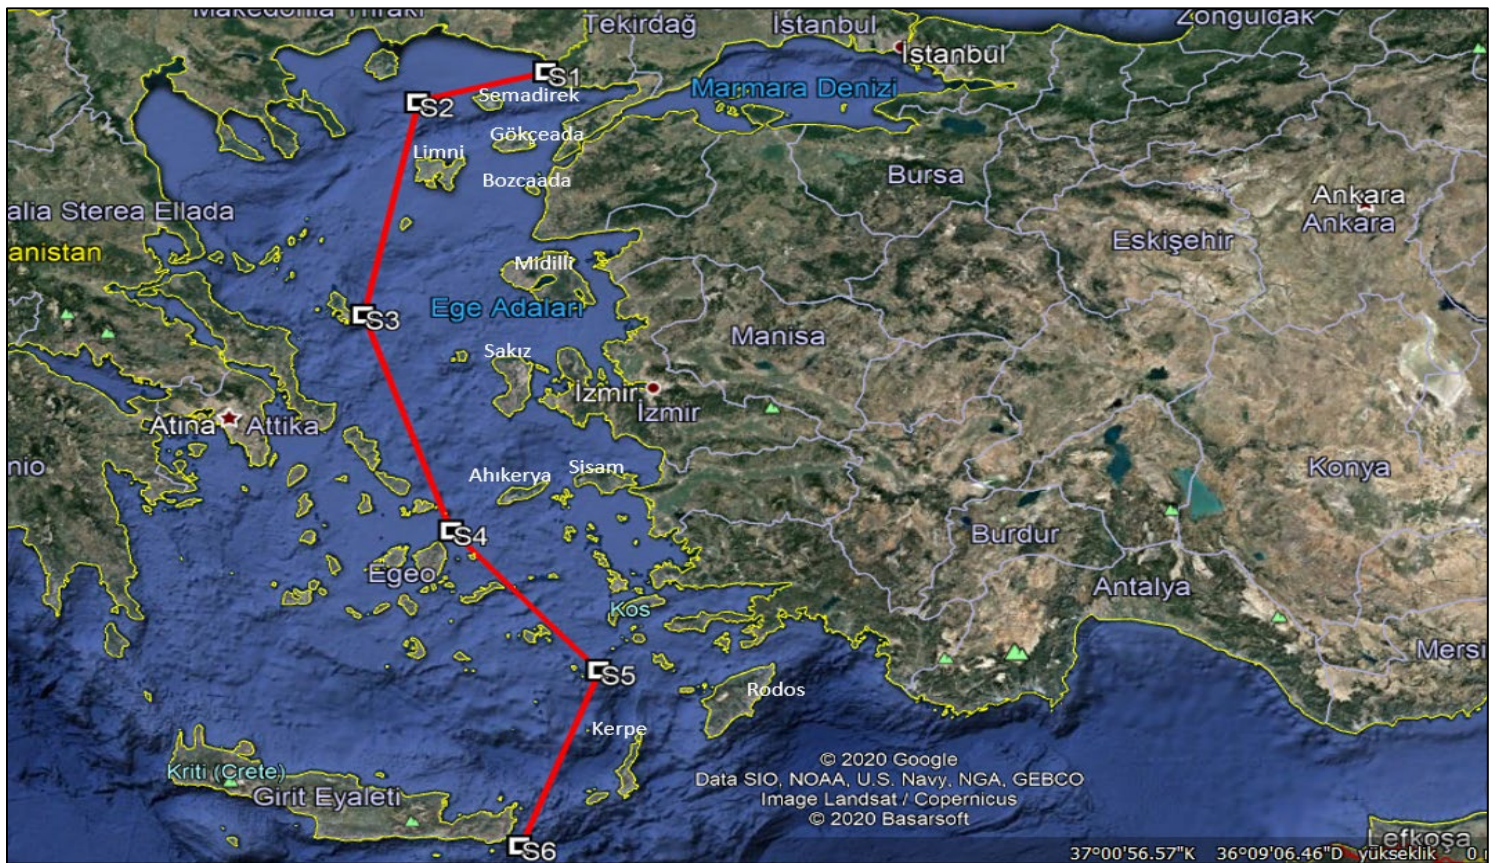 Makedonia Thraki
Tekirdağ
İstanbul
Zonguldak
İstanbul
S1
Marmara Denizi
Semadirek
S2
Gökçeada
Limni
Bursa
Bozcaada
Ankara
Ankara
alia Sterea Ellada
Eskişehir
anistan
Midilli
Ege Adaları
S3
Manisa
Sakız
İzmir
İzmir
Atina
Attika
nio
Ahıkerya
Sisam
Konya
S4
Burdur
Egeo
Antalya
Kos
Mersi
S5
Rodos
Kerpe
© 2020 Google
Data SIO, NOAA, U.S. Navy, NGA, GEBCO
Image Landsat / Copernicus
© 2020 Basarsoft
Kriti (Crete)
Girit Eyaleti
Lefkoşa
S6
37°00'56.57"K 36°09'06.46"D yükseklik 0